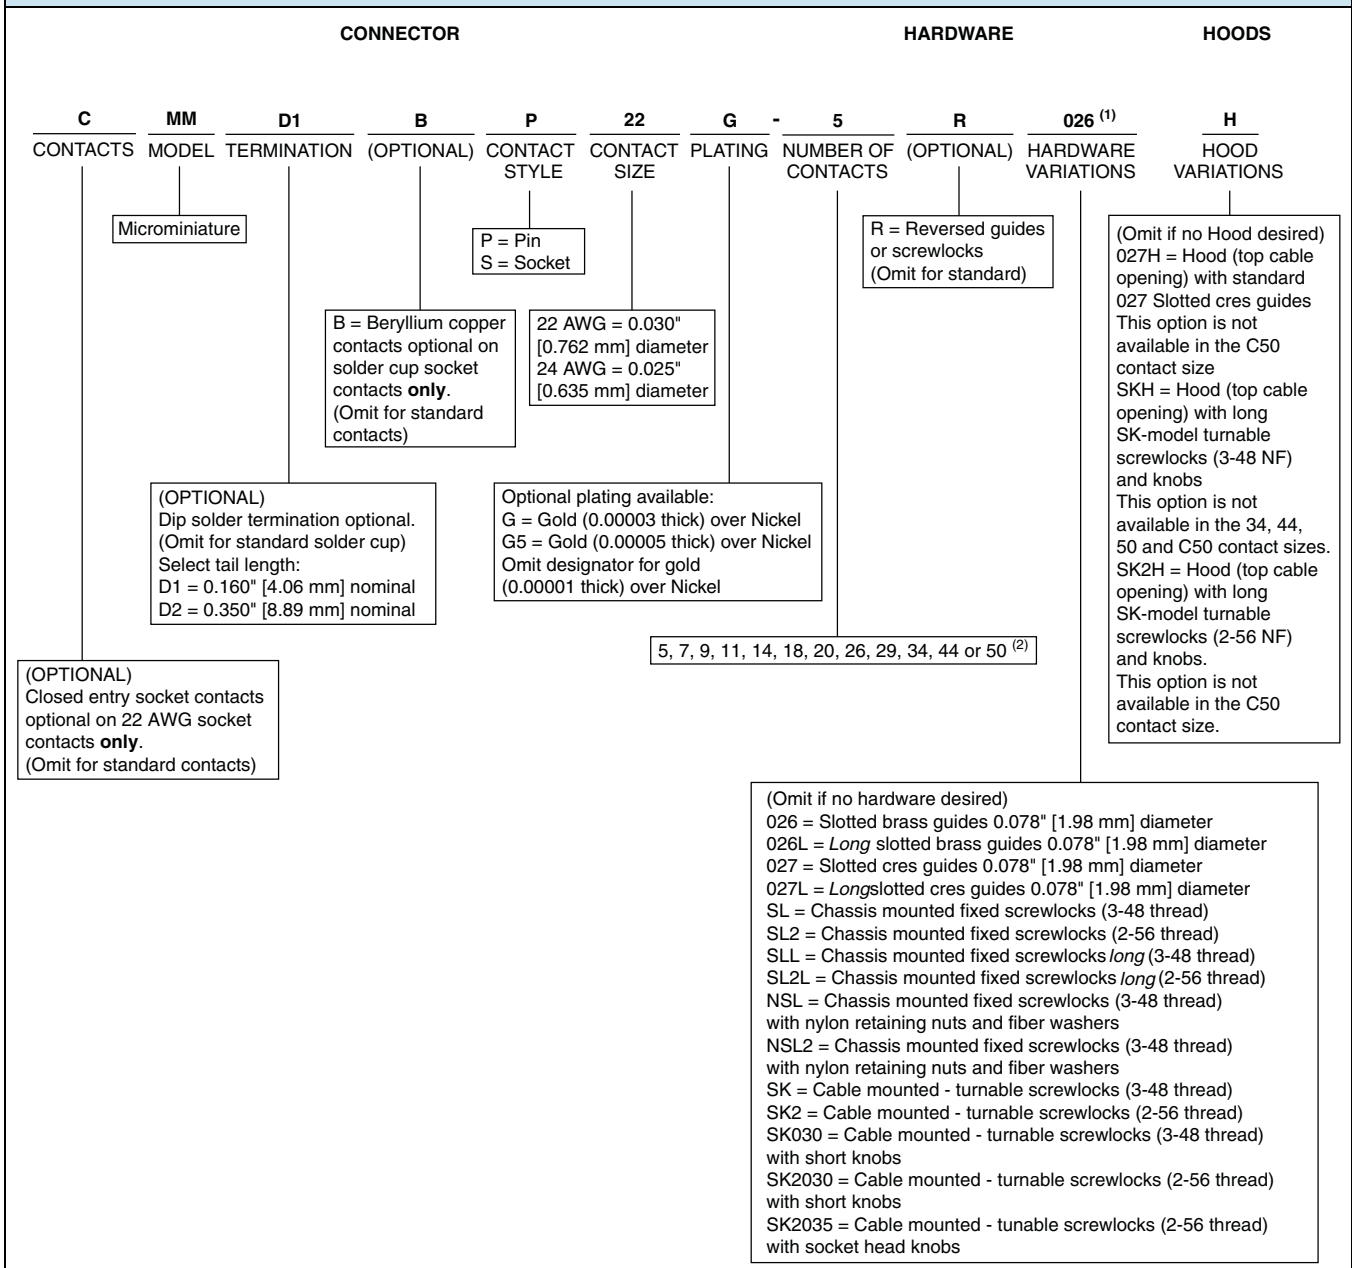 CONNECTOR HARDWARE HOODS
C MM D1 B P 22 G - 5 R 026 (1) H
CONTACTS MODEL TERMINATION (OPTIONAL) CONTACT STYLE CONTACT SIZE PLATING NUMBER OF CONTACTS (OPTIONAL) HARDWARE VARIATIONS HOOD VARIATIONS
Microminiature
P = Pin
S = Socket
R = Reversed guides
or screwlocks
(Omit for standard)
(Omit if no Hood desired)
027H = Hood (top cable
opening) with standard
027 Slotted cres guides
This option is not
available in the C50
contact size
SKH = Hood (top cable
opening) with long
SK-model turnable
screwlocks (3-48 NF)
and knobs
This option is not
available in the 34, 44,
50 and C50 contact sizes.
SK2H = Hood (top cable
opening) with long
SK-model turnable
screwlocks (2-56 NF)
and knobs.
This option is not
available in the C50
contact size.
B = Beryllium copper
contacts optional on
solder cup socket
contacts only.
(Omit for standard
contacts)
22 AWG = 0.030"
[0.762 mm] diameter
24 AWG = 0.025"
[0.635 mm] diameter
(OPTIONAL)
Dip solder termination optional.
(Omit for standard solder cup)
Select tail length:
D1 = 0.160" [4.06 mm] nominal
D2 = 0.350" [8.89 mm] nominal
Optional plating available:
G = Gold (0.00003 thick) over Nickel
G5 = Gold (0.00005 thick) over Nickel
Omit designator for gold
(0.00001 thick) over Nickel
5, 7, 9, 11, 14, 18, 20, 26, 29, 34, 44 or 50 (2)
(OPTIONAL)
Closed entry socket contacts
optional on 22 AWG socket
contacts only.
(Omit for standard contacts)
(Omit if no hardware desired)
026 = Slotted brass guides 0.078" [1.98 mm] diameter
026L = Long slotted brass guides 0.078" [1.98 mm] diameter
027 = Slotted cres guides 0.078" [1.98 mm] diameter
027L = Longslotted cres guides 0.078" [1.98 mm] diameter
SL = Chassis mounted fixed screwlocks (3-48 thread)
SL2 = Chassis mounted fixed screwlocks (2-56 thread)
SLL = Chassis mounted fixed screwlocks long (3-48 thread)
SL2L = Chassis mounted fixed screwlocks long (2-56 thread)
NSL = Chassis mounted fixed screwlocks (3-48 thread)
with nylon retaining nuts and fiber washers
NSL2 = Chassis mounted fixed screwlocks (3-48 thread)
with nylon retaining nuts and fiber washers
SK = Cable mounted - turnable screwlocks (3-48 thread)
SK2 = Cable mounted - turnable screwlocks (2-56 thread)
SK030 = Cable mounted - turnable screwlocks (3-48 thread)
with short knobs
SK2030 = Cable mounted - turnable screwlocks (2-56 thread)
with short knobs
SK2035 = Cable mounted - tunable screwlocks (2-56 thread)
with socket head knobs